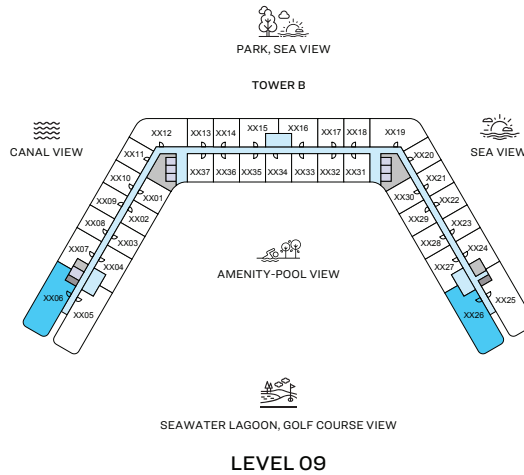 PARK, SEA VIEW
TOWER B
CANAL VIEW
SEA VIEW
XX12
XX13
XX14
XX15
XX16
XX17
XX18
XX19
XX11
XX10
XX09
XX08
XX07
XX06
XX05
XX04
XX03
XX02
XX01
XX37
XX36
XX35
XX34
XX33
XX32
XX31
XX20
XX21
XX22
XX23
XX24
XX25
XX30
XX29
XX28
XX27
XX26
AMENITY-POOL VIEW
SEAWATER LAGOON, GOLF COURSE VIEW
LEVEL 09